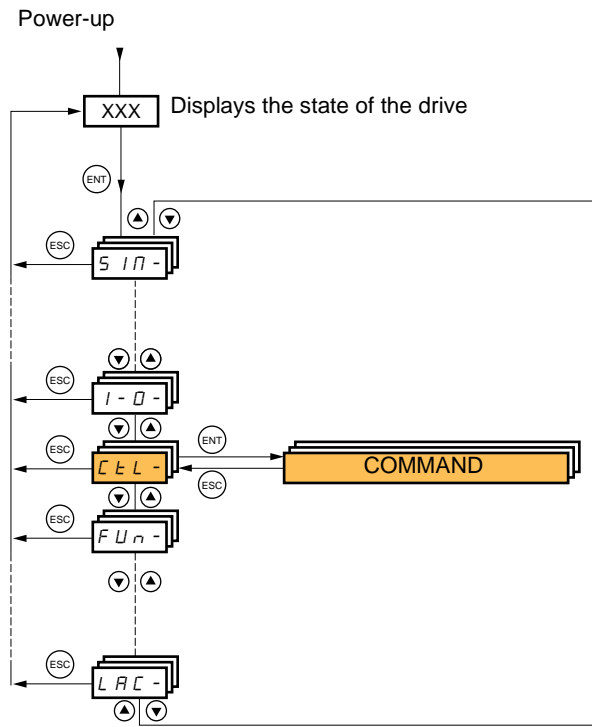 Power-up
XXX Displays the state of the drive
ENT
ESC
SIM-
ESC
I-O-
ESC
ENT
CtL-
COMMAND
ESC
ESC
FUn-
ESC
LAC-